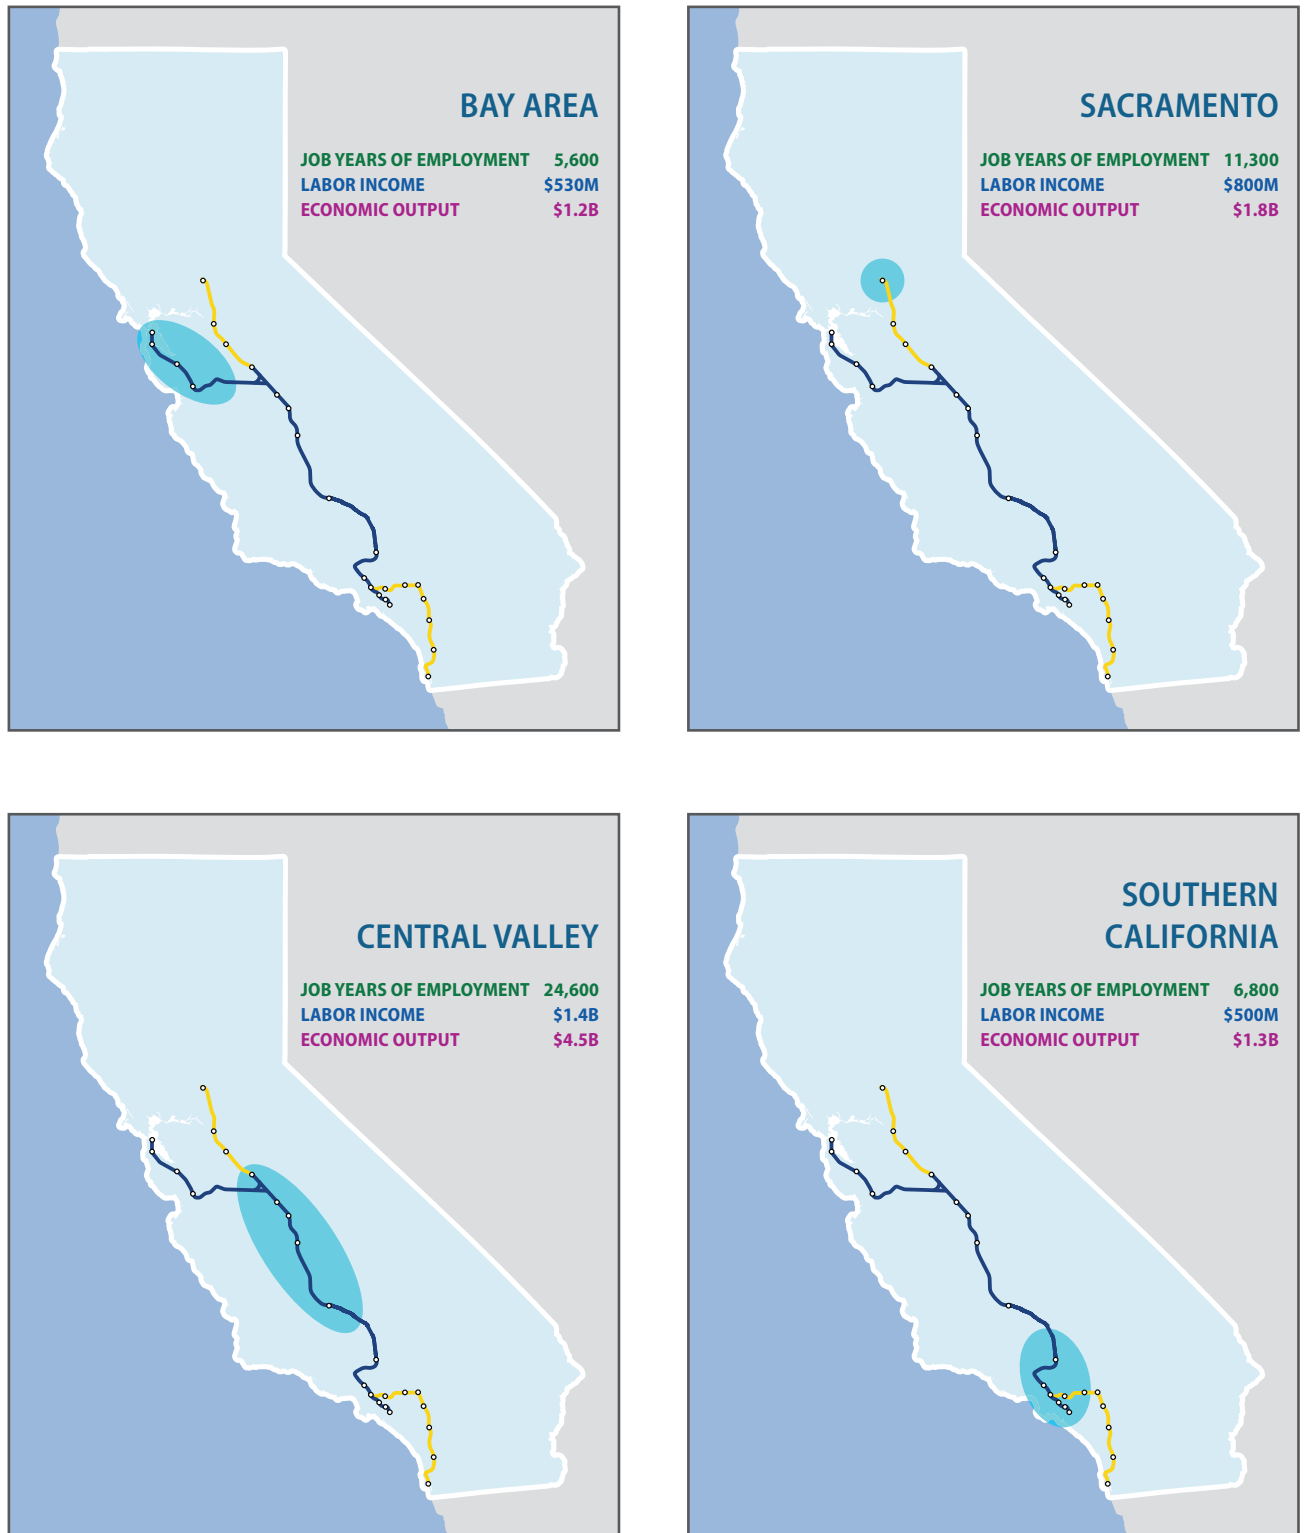 BAY AREA
JOB YEARS OF EMPLOYMENT 5,600
LABOR INCOME $530M
ECONOMIC OUTPUT $1.2B
SACRAMENTO
JOB YEARS OF EMPLOYMENT 11,300
LABOR INCOME $800M
ECONOMIC OUTPUT $1.8B
CENTRAL VALLEY
JOB YEARS OF EMPLOYMENT 24,600
LABOR INCOME $1.4B
ECONOMIC OUTPUT $4.5B
SOUTHERN
CALIFORNIA
JOB YEARS OF EMPLOYMENT 6,800
LABOR INCOME $500M
ECONOMIC OUTPUT $1.3B